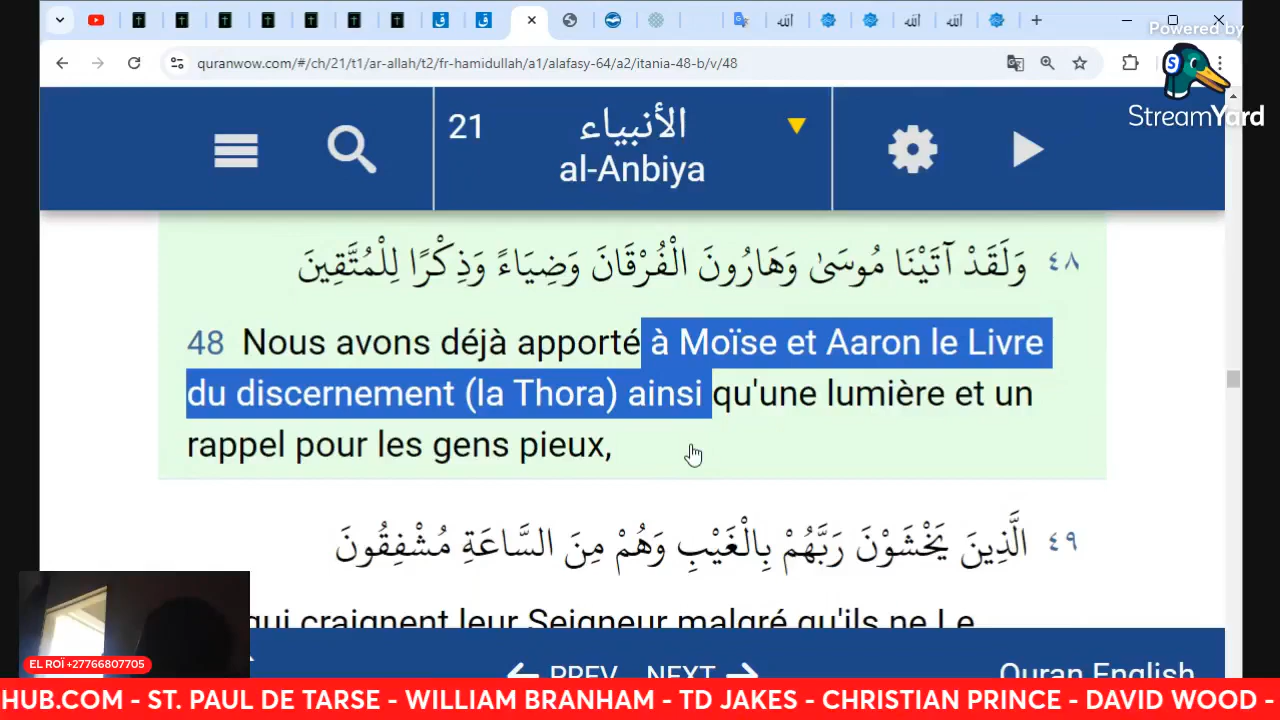 Powered by
StreamYard
quranwow.com/#/ch/21/t1/ar-allah/t2/fr-hamidullah/a1/alafasy-64/a2/itania-48-b/v/48
21
الأنبياء
al-Anbiya
٤٨ وَلَقَدْ آتَيْنَا مُوسَىٰ وَهَارُونَ الْفُرْقَانَ وَضِيَاءً وَذِكْرًا لِلْمُتَّقِينَ
48 Nous avons déjà apporté à Moïse et Aaron le Livre
du discernement (la Thora) ainsi qu'une lumière et un
rappel pour les gens pieux,
٤٩ الَّذِينَ يَخْشَوْنَ رَبَّهُمْ بِالْغَيْبِ وَهُمْ مِنَ السَّاعَةِ مُشْفِقُونَ
qui craignent leur Seigneur malgré qu'ils ne Le
PREV NEXT
Quran English
EL ROÏ +27766807705
HUB.COM - ST. PAUL DE TARSE - WILLIAM BRANHAM - TD JAKES - CHRISTIAN PRINCE - DAVID WOOD -